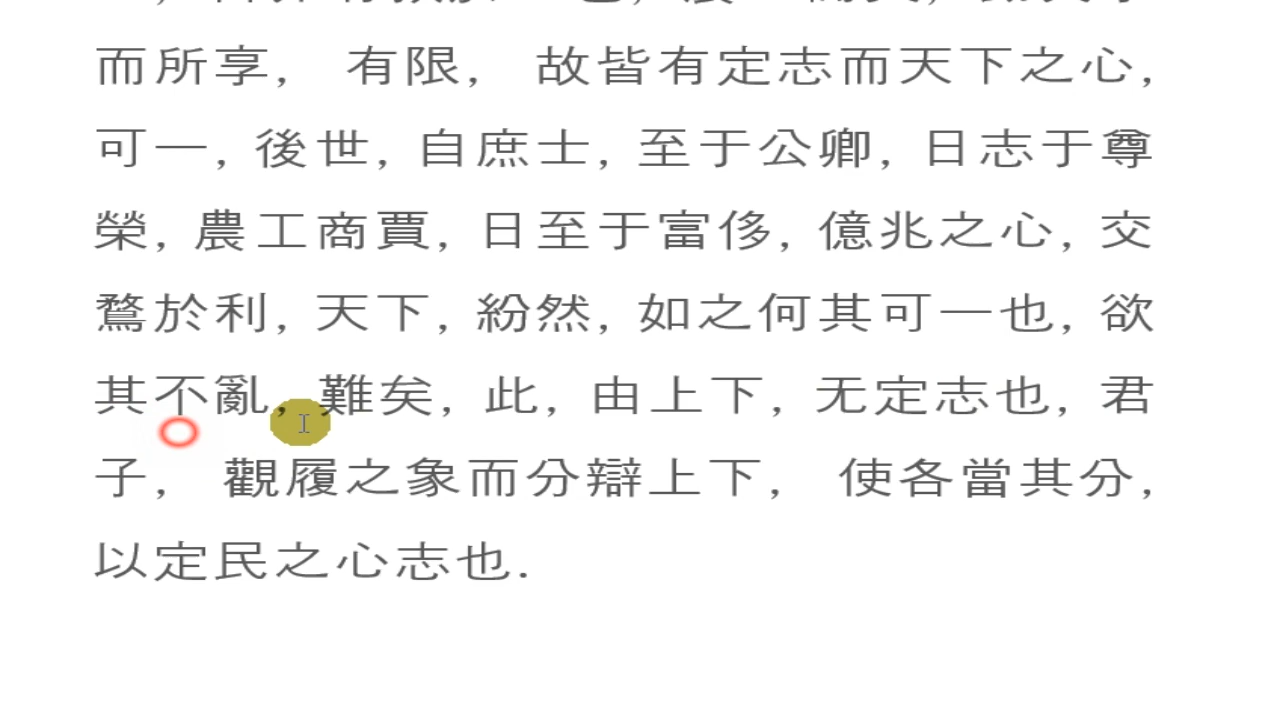 而所享, 有限, 故皆有定志而天下之心,
可一, 後世, 自庶士, 至于公卿, 日志于尊
榮, 農工商賈, 日至于富侈, 億兆之心, 交
鶩於利, 天下, 紛然, 如之何其可一也, 欲
其不亂, 難矣, 此, 由上下, 无定志也, 君
子, 觀履之象而分辯上下, 使各當其分,
以定民之心志也.